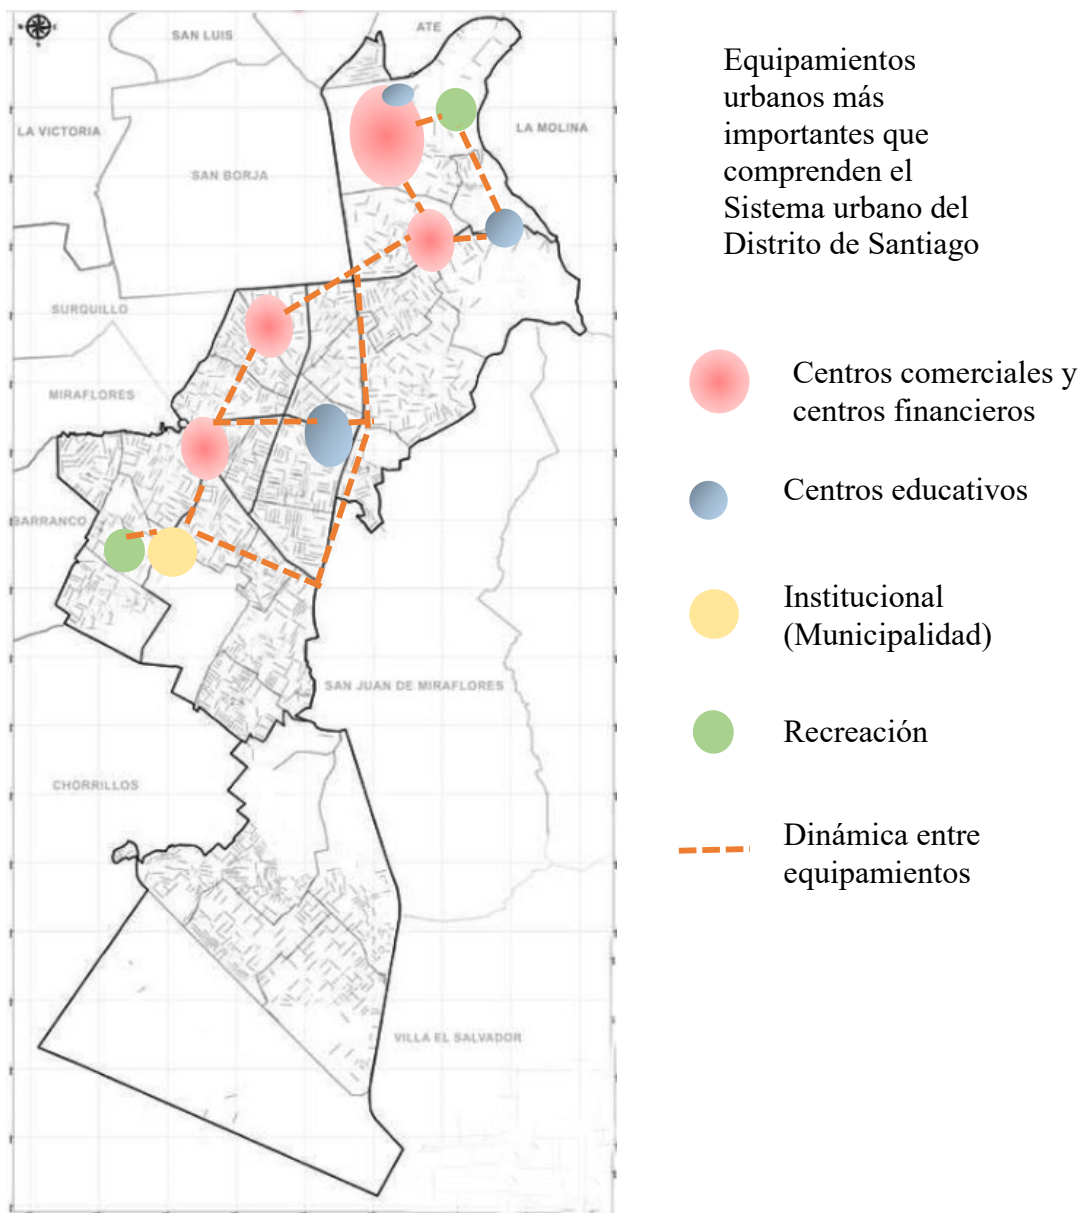 SAN LUIS
ATE
LA VICTORIA
LA MOLINA
SAN BORJA
SURQUILLO
MIRAFLORES
BARRANCO
SAN JUAN DE MIRAFLORES
CHORRILLOS
VILLA EL SALVADOR
Equipamientos
urbanos más
importantes que
comprenden el
Sistema urbano del
Distrito de Santiago
Centros comerciales y
centros financieros
Centros educativos
Institucional
(Municipalidad)
Recreación
Dinámica entre
equipamientos